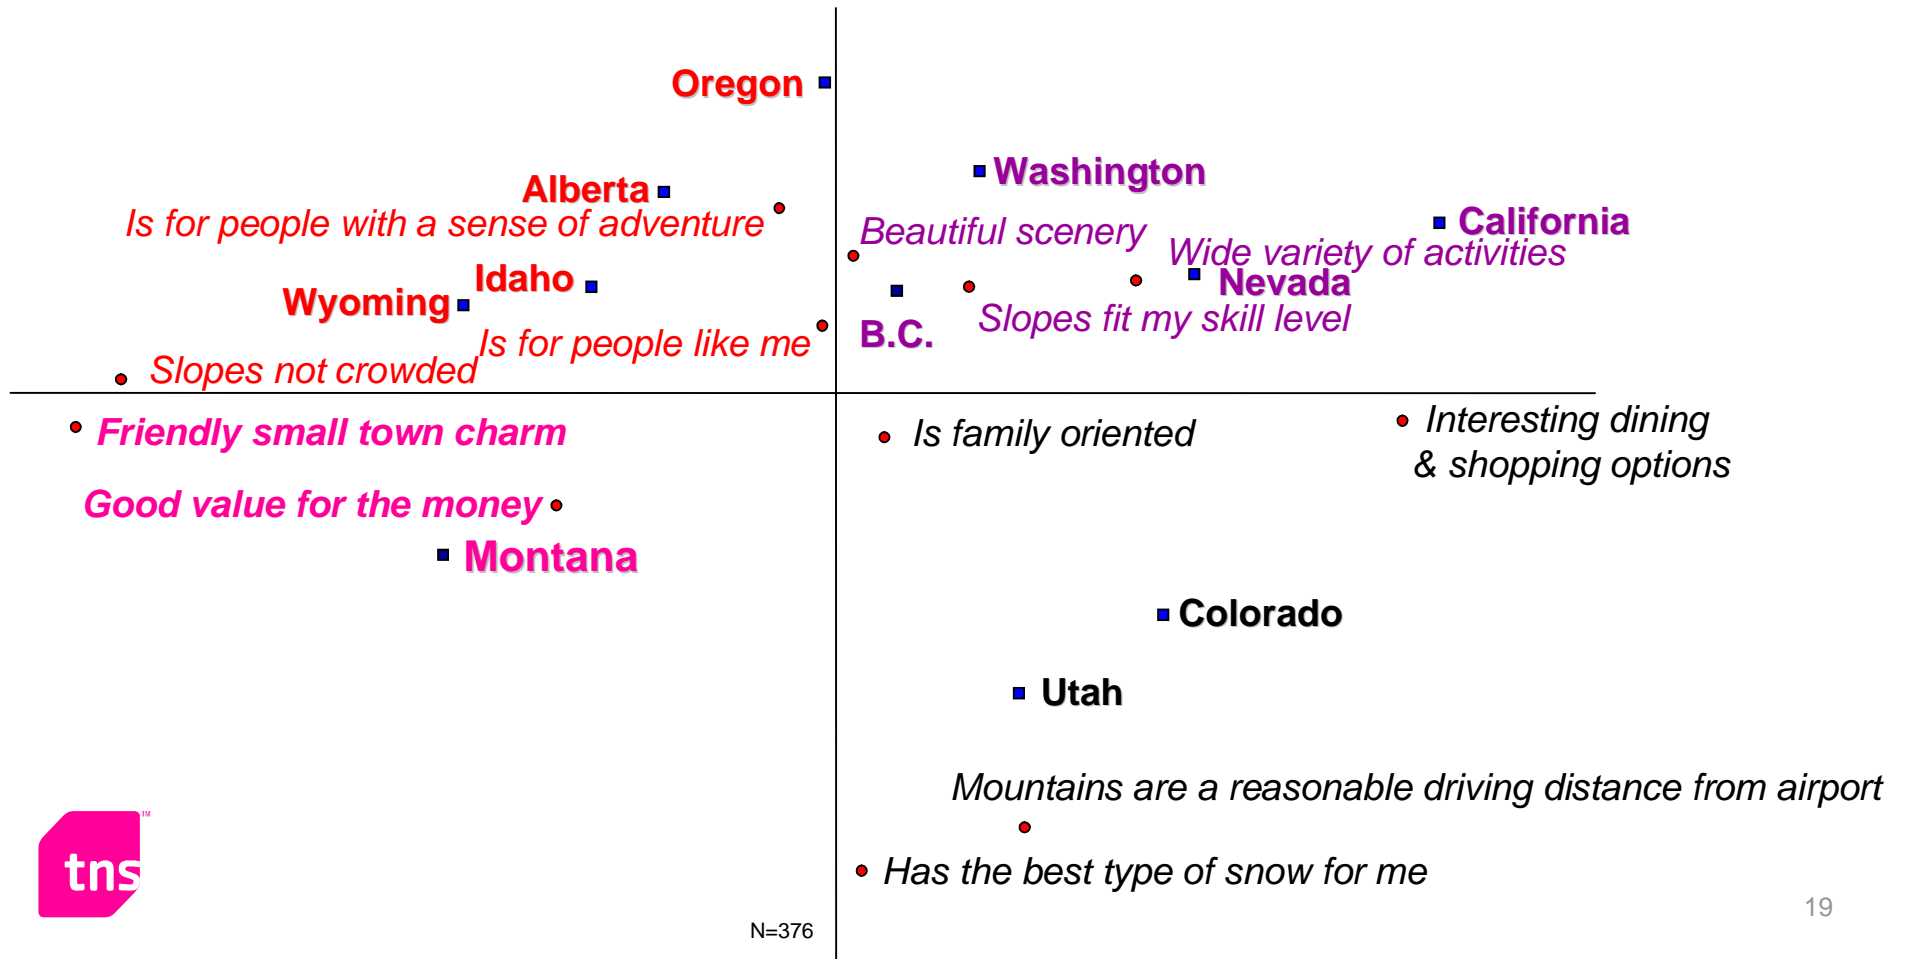 Oregon
Washington
Alberta
California
Is for people with a sense of adventure
Beautiful scenery
Wide variety of activities
Idaho
Nevada
Wyoming
Slopes fit my skill level
B.C.
Is for people like me
Slopes not crowded
Friendly small town charm
Is family oriented
Interesting dining
& shopping options
Good value for the money
Montana
Colorado
Utah
Mountains are a reasonable driving distance from airport
Has the best type of snow for me
tns
TM
N=376
19